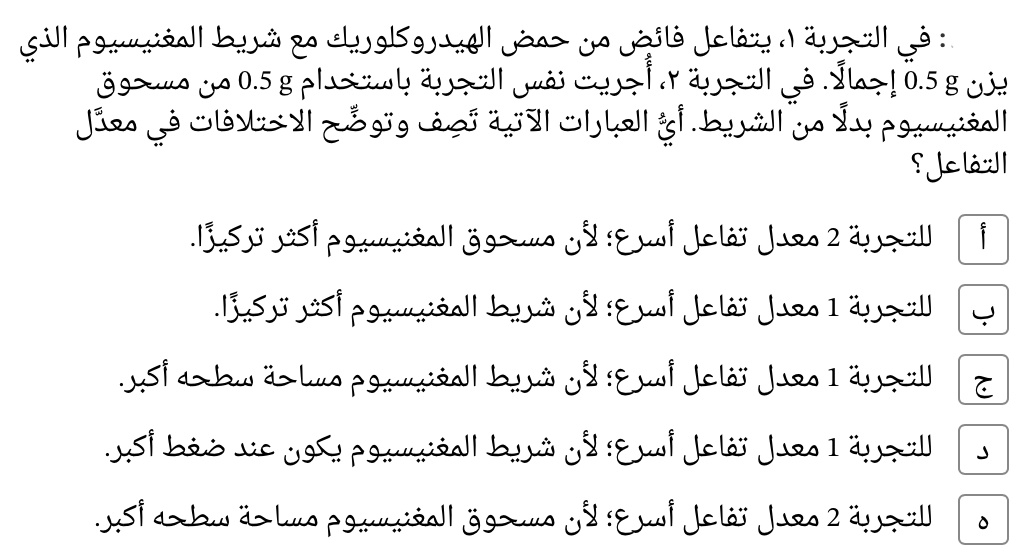 : في التجربة ١، يتفاعل فائض من حمض الهيدروكلوريك مع شريط المغنيسيوم الذي
يزن 0.5 g إجمالًا. في التجربة ٢، أُجريت نفس التجربة باستخدام 0.5 g من مسحوق
المغنيسيوم بدلًا من الشريط. أيُّ العبارات الآتية تَصِف وتوضِّح الاختلافات في معدَّل
التفاعل؟
أ للتجربة 2 معدل تفاعل أسرع؛ لأن مسحوق المغنيسيوم أكثر تركيزًا.
ب للتجربة 1 معدل تفاعل أسرع؛ لأن شريط المغنيسيوم أكثر تركيزًا.
ج للتجربة 1 معدل تفاعل أسرع؛ لأن شريط المغنيسيوم مساحة سطحه أكبر.
د للتجربة 1 معدل تفاعل أسرع؛ لأن شريط المغنيسيوم يكون عند ضغط أكبر.
ه للتجربة 2 معدل تفاعل أسرع؛ لأن مسحوق المغنيسيوم مساحة سطحه أكبر.